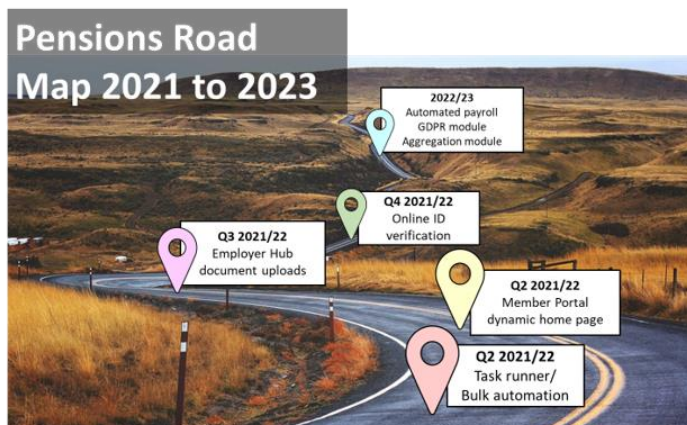 Pensions Road
Map 2021 to 2023
2022/23
Automated payroll
GDPR module
Aggregation module
Q4 2021/22
Online ID
verification
Q3 2021/22
Employer Hub
document uploads
Q2 2021/22
Member Portal
dynamic home page
Q2 2021/22
Task runner/
Bulk automation